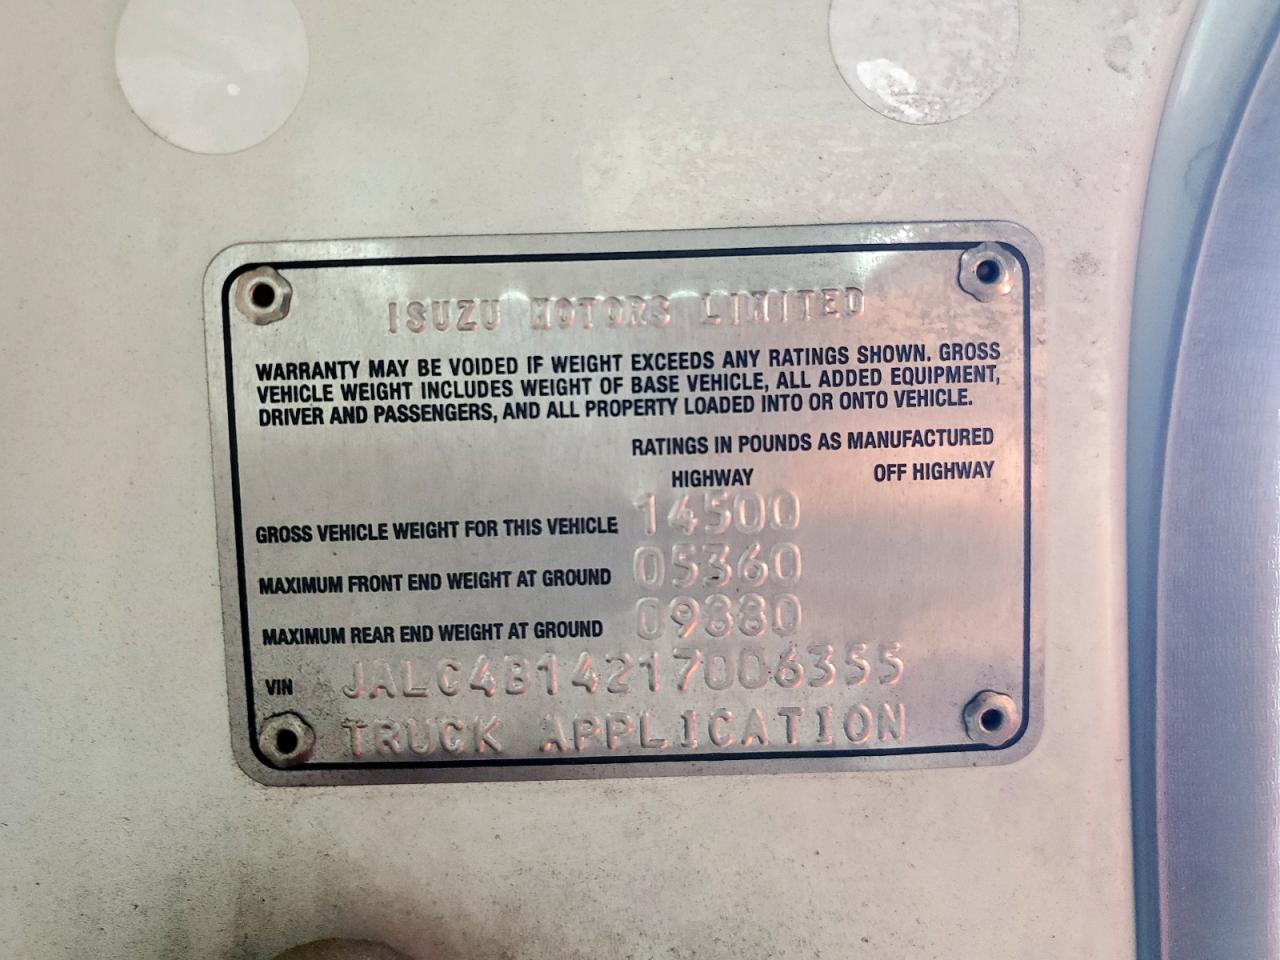 ISUZU MOTORS LIMITED
WARRANTY MAY BE VOIDED IF WEIGHT EXCEEDS ANY RATINGS SHOWN. GROSS
VEHICLE WEIGHT INCLUDES WEIGHT OF BASE VEHICLE, ALL ADDED EQUIPMENT,
DRIVER AND PASSENGERS, AND ALL PROPERTY LOADED INTO OR ONTO VEHICLE.
RATINGS IN POUNDS AS MANUFACTURED
HIGHWAY OFF HIGHWAY
GROSS VEHICLE WEIGHT FOR THIS VEHICLE 14500
MAXIMUM FRONT END WEIGHT AT GROUND 05360
MAXIMUM REAR END WEIGHT AT GROUND 09880
VIN JALC4B14217006355
TRUCK APPLICATION